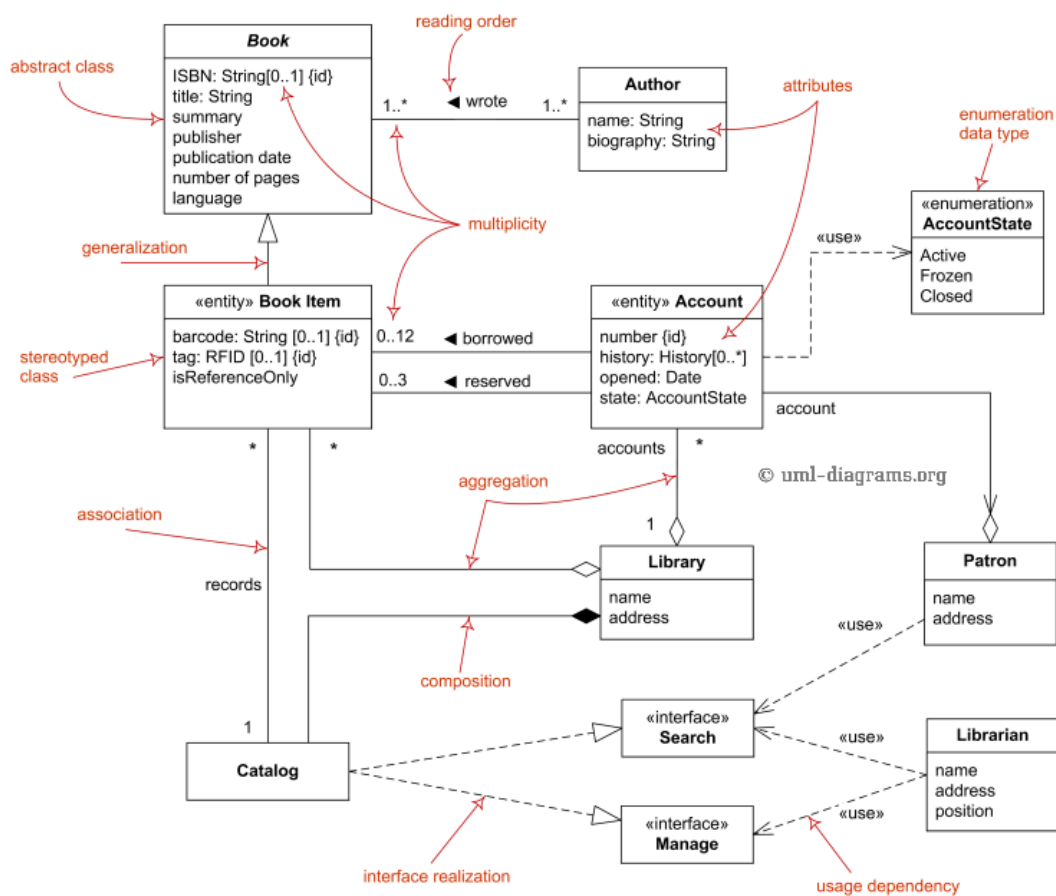 reading order
Book
abstract class
ISBN: String[0..1] {id}
title: String
summary
publisher
publication date
number of pages
language
1..*
◄ wrote
1..*
Author
name: String
biography: String
attributes
enumeration
data type
«enumeration»
AccountState
Active
Frozen
Closed
multiplicity
generalization
«use»
«entity» Book Item
barcode: String [0..1] {id}
tag: RFID [0..1] {id}
isReferenceOnly
stereotyped
class
0..12
◄ borrowed
0..3
◄ reserved
«entity» Account
number {id}
history: History[0..*]
opened: Date
state: AccountState
account
*
*
accounts
*
© uml-diagrams.org
aggregation
association
1
records
Library
name
address
Patron
name
address
composition
«use»
1
Catalog
«interface»
Search
«use»
Librarian
name
address
position
«interface»
Manage
«use»
interface realization
usage dependency